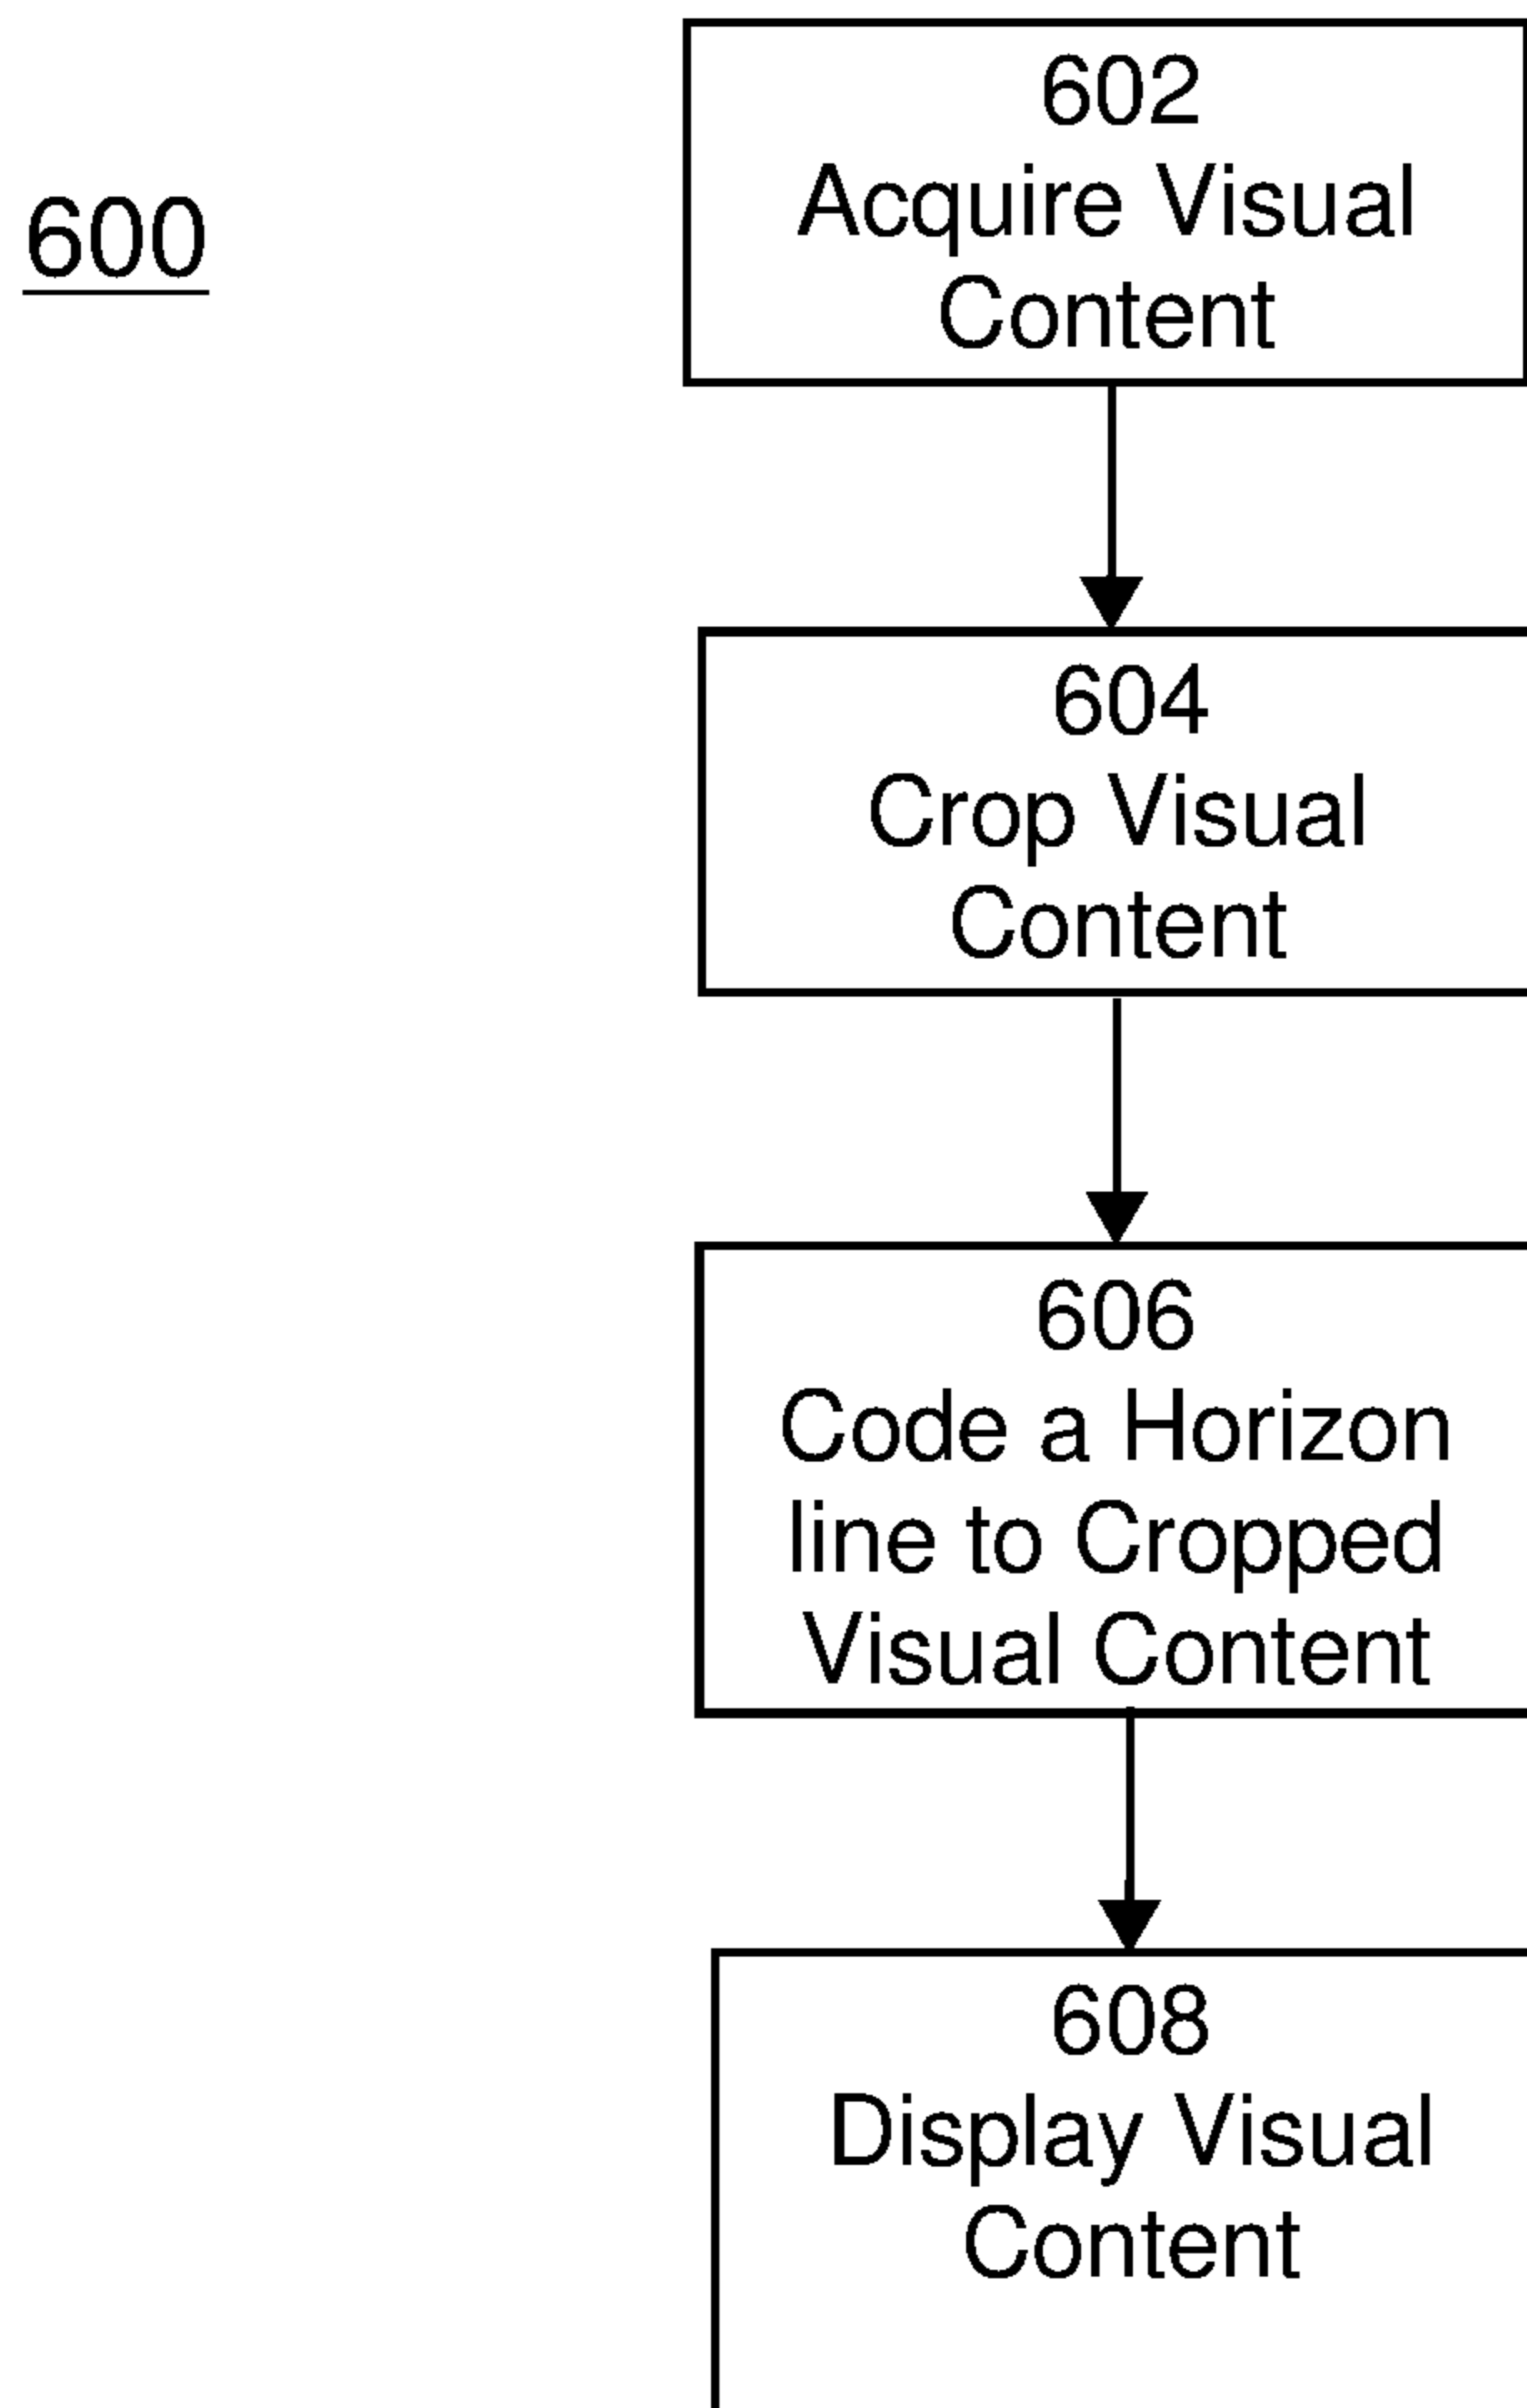 600
602
Acquire Visual
Content
604
Crop Visual
Content
606
Code a Horizon
line to Cropped
Visual Content
608
Display Visual
Content